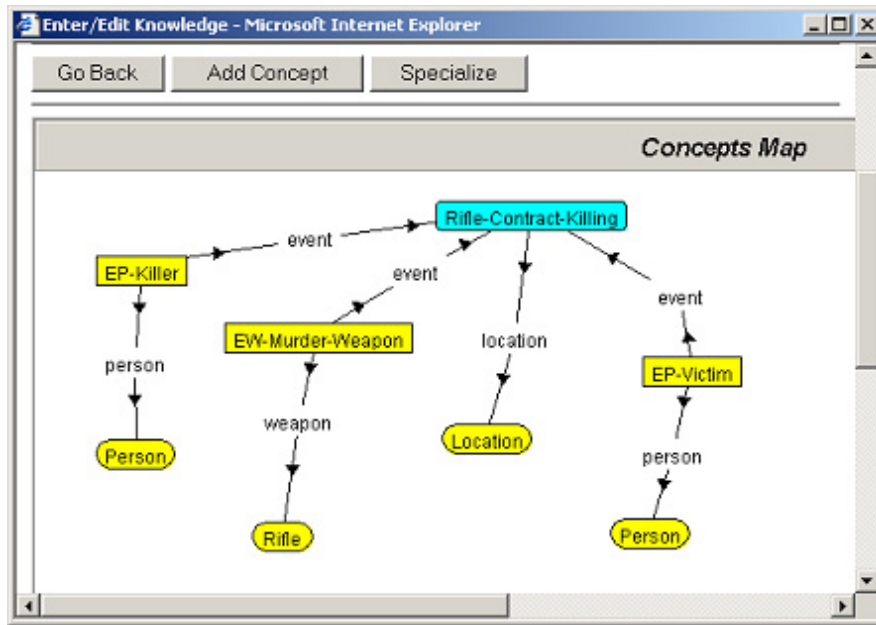 Enter/Edit Knowledge - Microsoft Internet Explorer
Go Back Add Concept Specialize
Concepts Map
Rifle-Contract-Killing
event
EP-Killer
event
event
EW-Murder-Weapon
location
person
EP-Victim
weapon
Location
Person
person
Rifle
Person